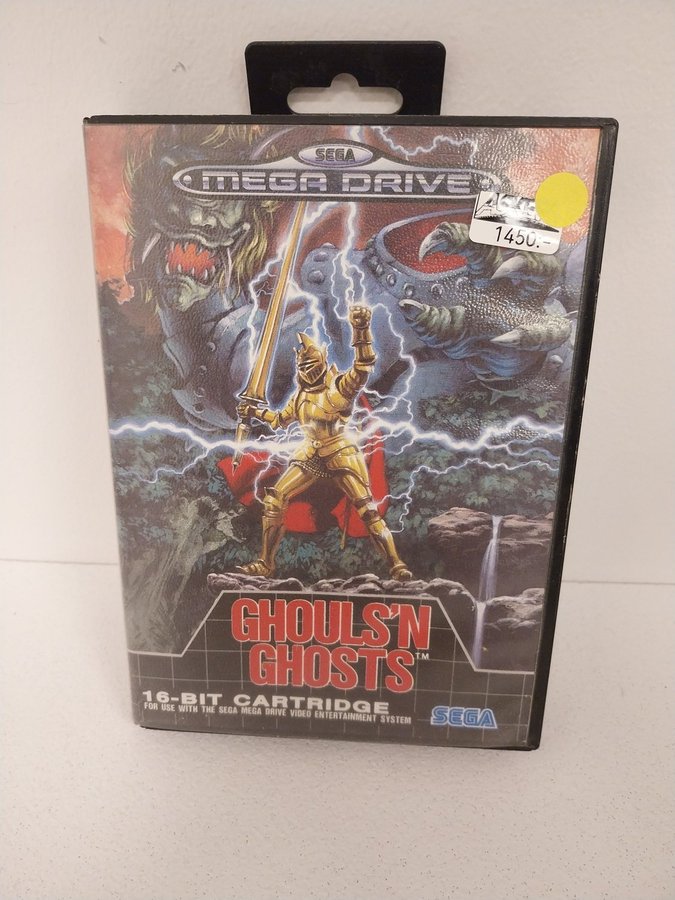 SEGA
MEGA DRIVE
1450.-
GHOULS'N
GHOSTS™
16-BIT CARTRIDGE
FOR USE WITH THE SEGA MEGA DRIVE VIDEO ENTERTAINMENT SYSTEM
SEGA